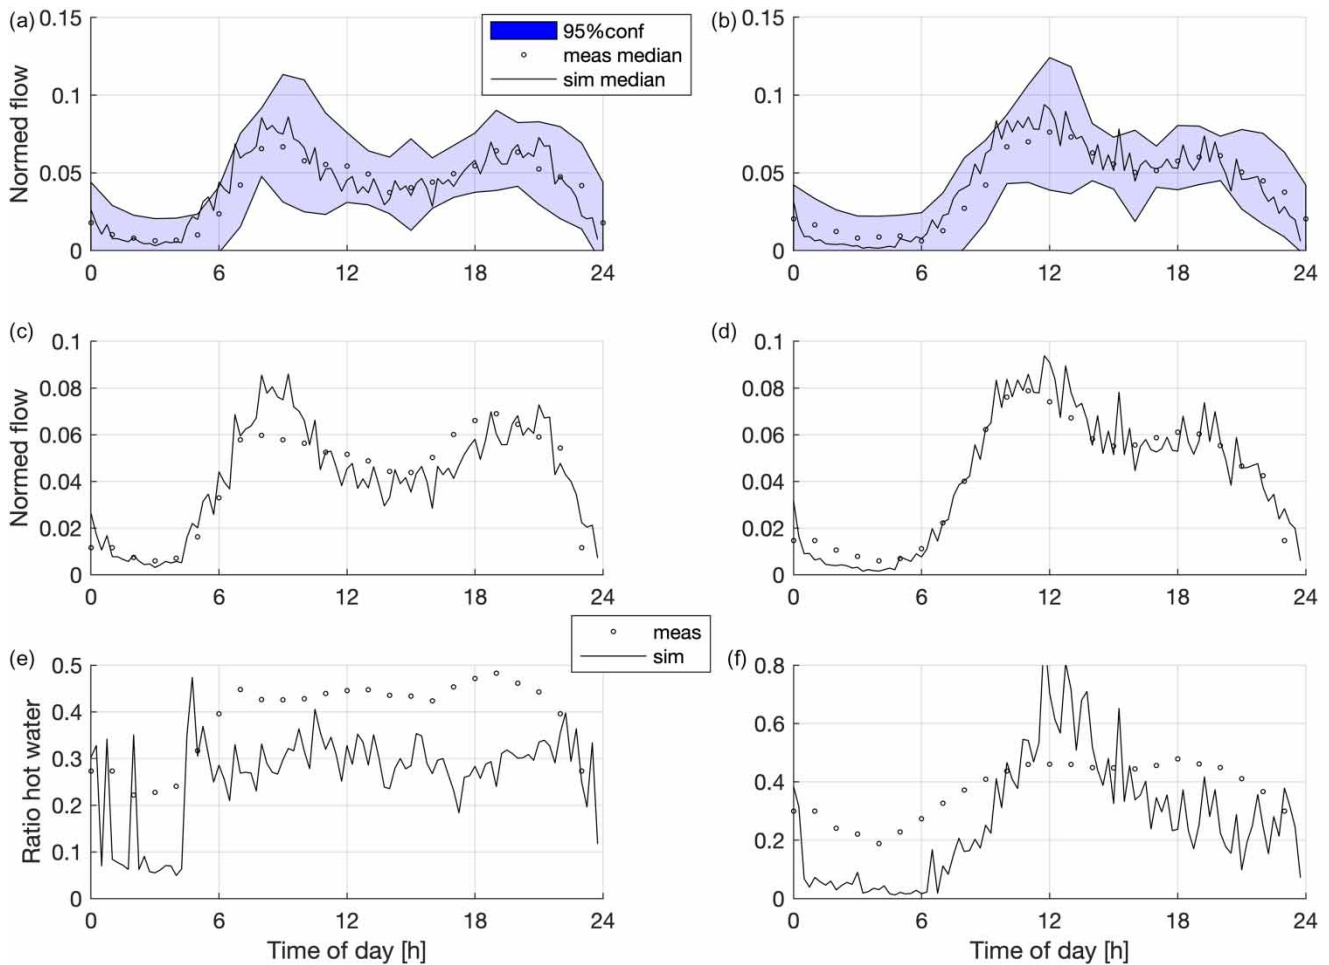 (a)
(b)
0.15
0.1
0.05
0
Normed flow
0 6 12 18 24
95%conf
meas median
sim median
0.15
0.1
0.05
0
0 6 12 18 24
(c)
(d)
0.1
0.08
0.06
0.04
0.02
0
Normed flow
0 6 12 18 24
0.1
0.08
0.06
0.04
0.02
0
0 6 12 18 24
meas
sim
(e)
(f)
0.5
0.4
0.3
0.2
0.1
0
Ratio hot water
0 6 12 18 24
Time of day [h]
0.8
0.6
0.4
0.2
0
0 6 12 18 24
Time of day [h]